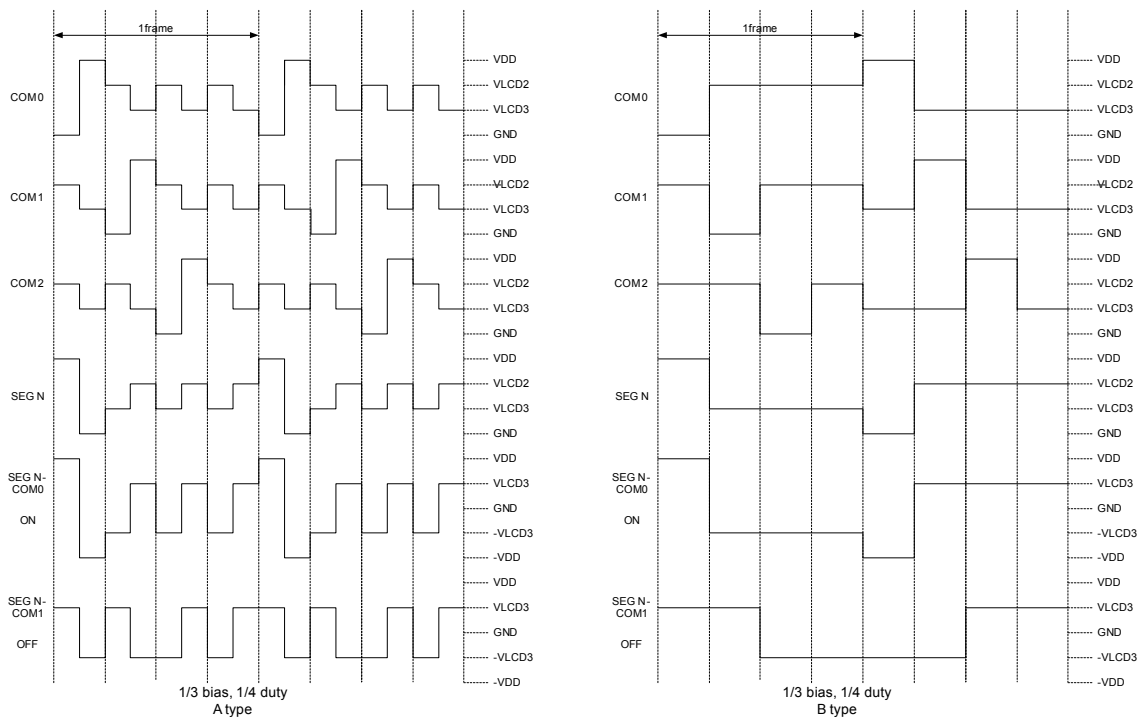 1frame
COM0
VDD
VLCD2
VLCD3
GND
COM1
VDD
VLCD2
VLCD3
GND
COM2
VDD
VLCD2
VLCD3
GND
SEG N
VDD
VLCD2
VLCD3
GND
SEG N-
COM0
ON
VDD
VLCD3
GND
-VLCD3
-VDD
SEG N-
COM1
OFF
VDD
VLCD3
GND
-VLCD3
-VDD
1/3 bias, 1/4 duty
A type
1frame
COM0
VDD
VLCD2
VLCD3
GND
COM1
VDD
VLCD2
VLCD3
GND
COM2
VDD
VLCD2
VLCD3
GND
SEG N
VDD
VLCD2
VLCD3
GND
SEG N-
COM0
ON
VDD
VLCD3
GND
-VLCD3
-VDD
SEG N-
COM1
OFF
VDD
VLCD3
GND
-VLCD3
-VDD
1/3 bias, 1/4 duty
B type